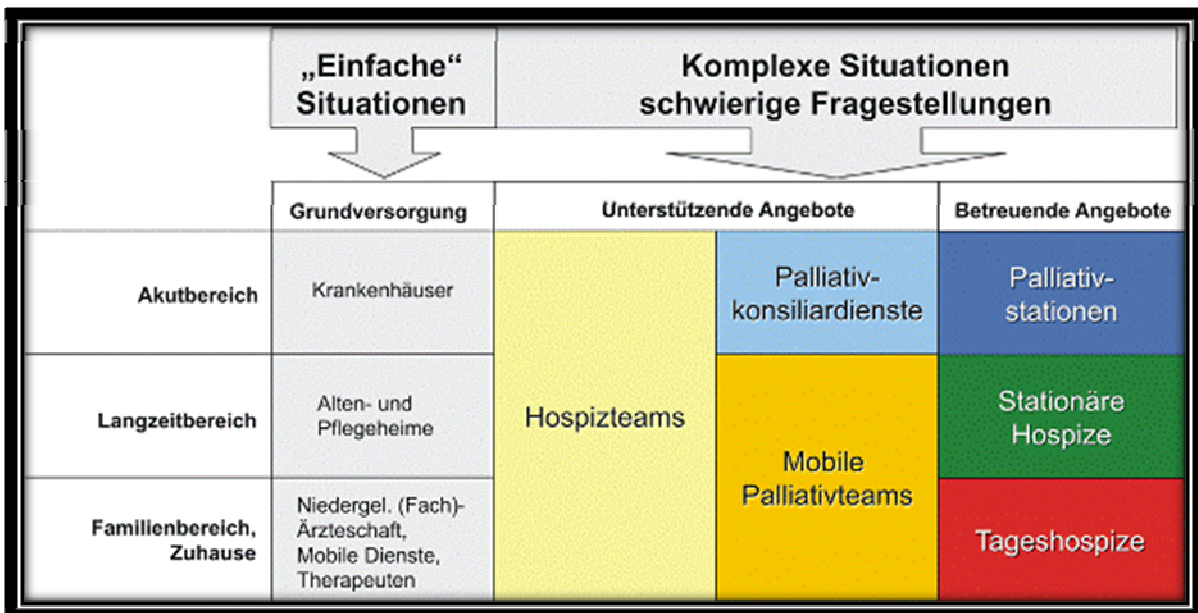 „Einfache“
Situationen
Komplexe Situationen
schwierige Fragestellungen
Grundversorgung
Unterstützende Angebote
Betreuende Angebote
Akutbereich
Krankenhäuser
Hospizteams
Palliativ-
konsiliardienste
Palliativ-
stationen
Langzeitbereich
Alten- und
Pflegeheime
Mobile
Palliativteams
Stationäre
Hospize
Familienbereich,
Zuhause
Niedergel. (Fach)-
Ärzteschaft,
Mobile Dienste,
Therapeuten
Tageshospize